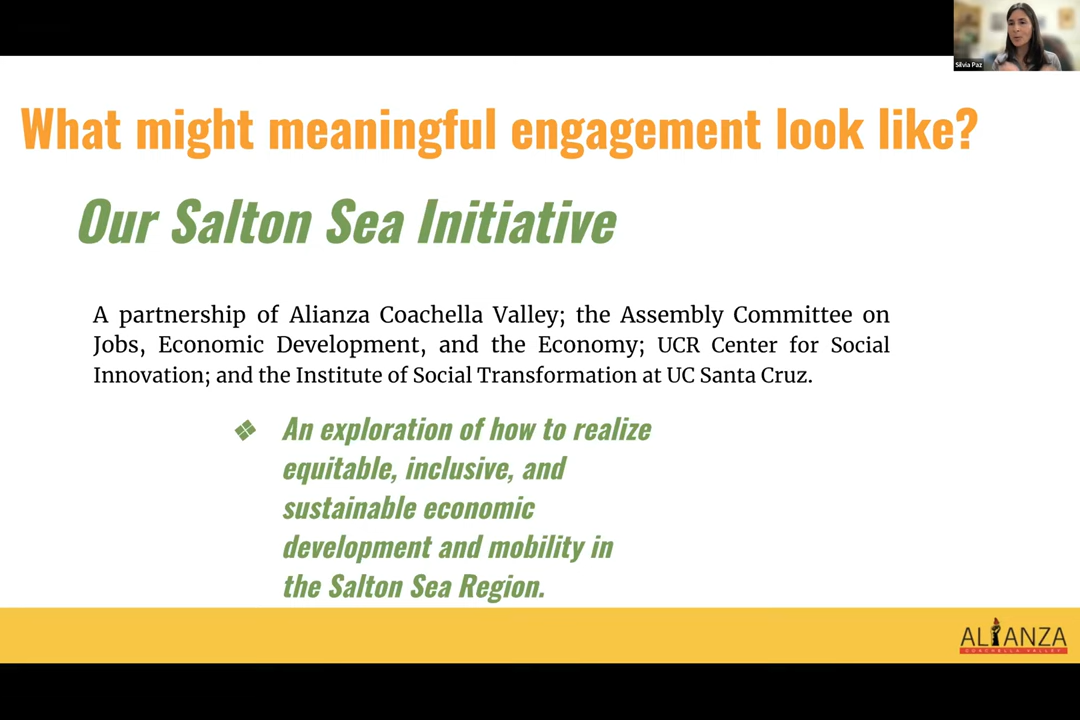 Silvia Paz
What might meaningful engagement look like?
Our Salton Sea Initiative
A partnership of Alianza Coachella Valley; the Assembly Committee on
Jobs, Economic Development, and the Economy; UCR Center for Social
Innovation; and the Institute of Social Transformation at UC Santa Cruz.
❖ An exploration of how to realize
equitable, inclusive, and
sustainable economic
development and mobility in
the Salton Sea Region.
ALIANZA
COACHELLA VALLEY